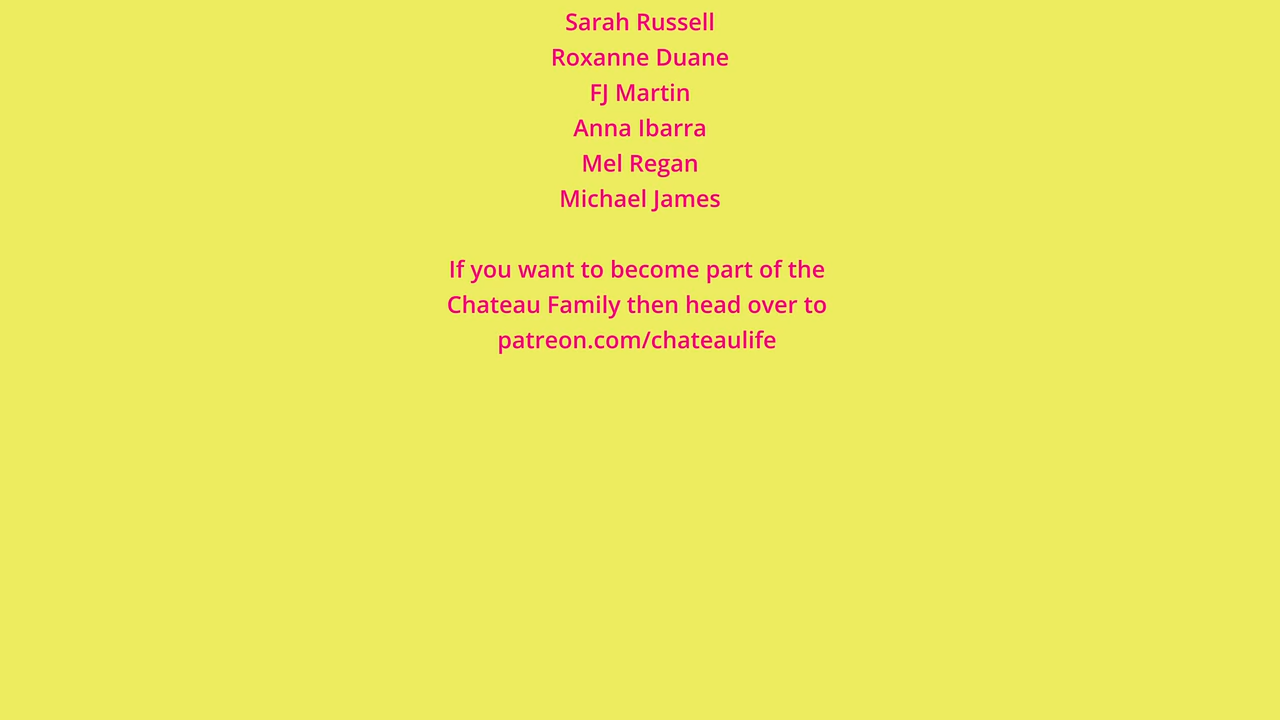 Sarah Russell
Roxanne Duane
FJ Martin
Anna Ibarra
Mel Regan
Michael James
If you want to become part of the
Chateau Family then head over to
patreon.com/chateaulife